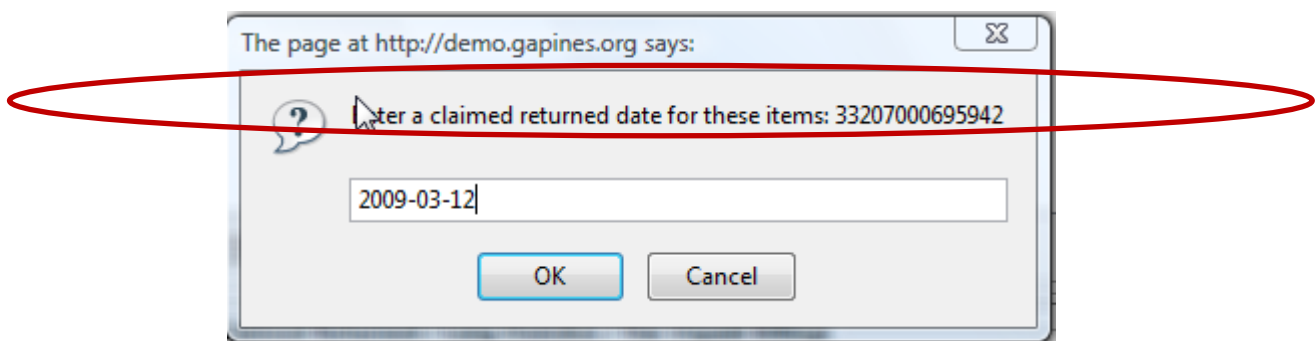 The page at http://demo.gapines.org says:
ter a claimed returned date for these items: 33207000695942
2009-03-12
OK
Cancel